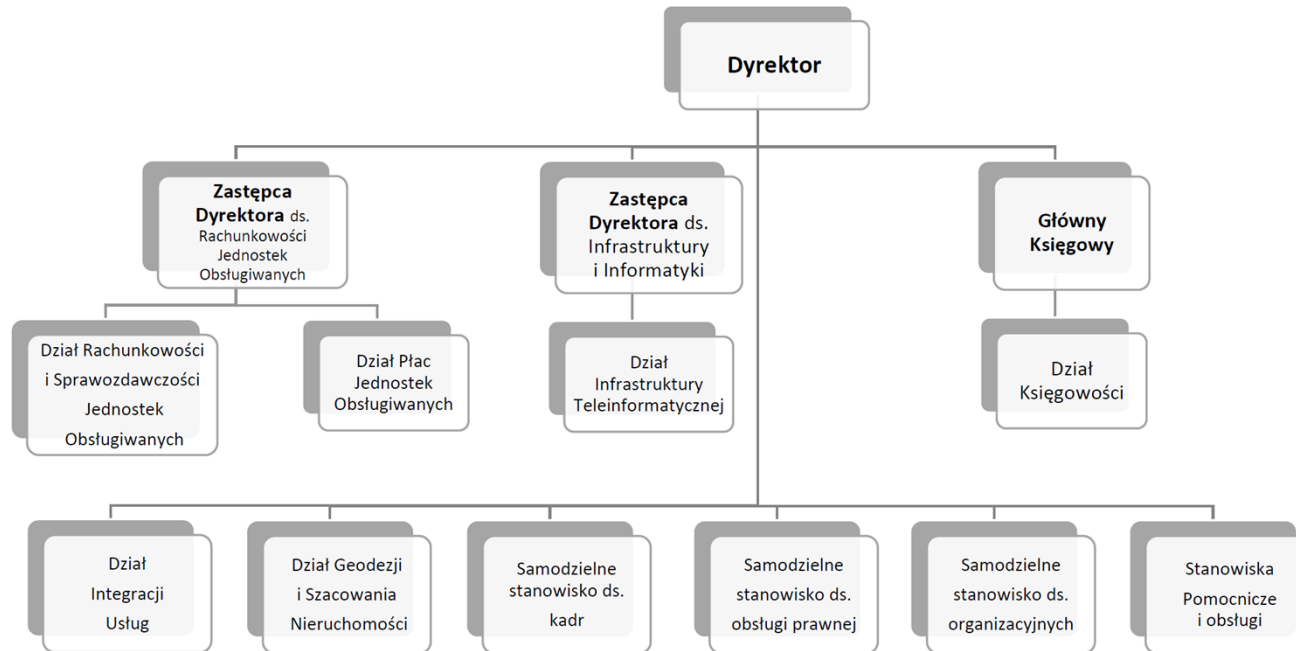 Dyrektor
Zastępca
Dyrektora ds.
Rachunkowości
Jednostek
Obsługiwanych
Zastępca
Dyrektora ds.
Infrastruktury
i Informatyki
Główny
Księgowy
Dział Rachunkowości
i Sprawozdawczości
Jednostek
Obsługiwanych
Dział Płac
Jednostek
Obsługiwanych
Dział
Infrastruktury
Teleinformatycznej
Dział
Księgowości
Dział
Integracji
Usług
Dział Geodezji
i Szacowania
Nieruchomości
Samodzielne
stanowisko ds.
kadr
Samodzielne
stanowisko ds.
obsługi prawnej
Samodzielne
stanowisko ds.
organizacyjnych
Stanowiska
Pomocnicze
i obsługi